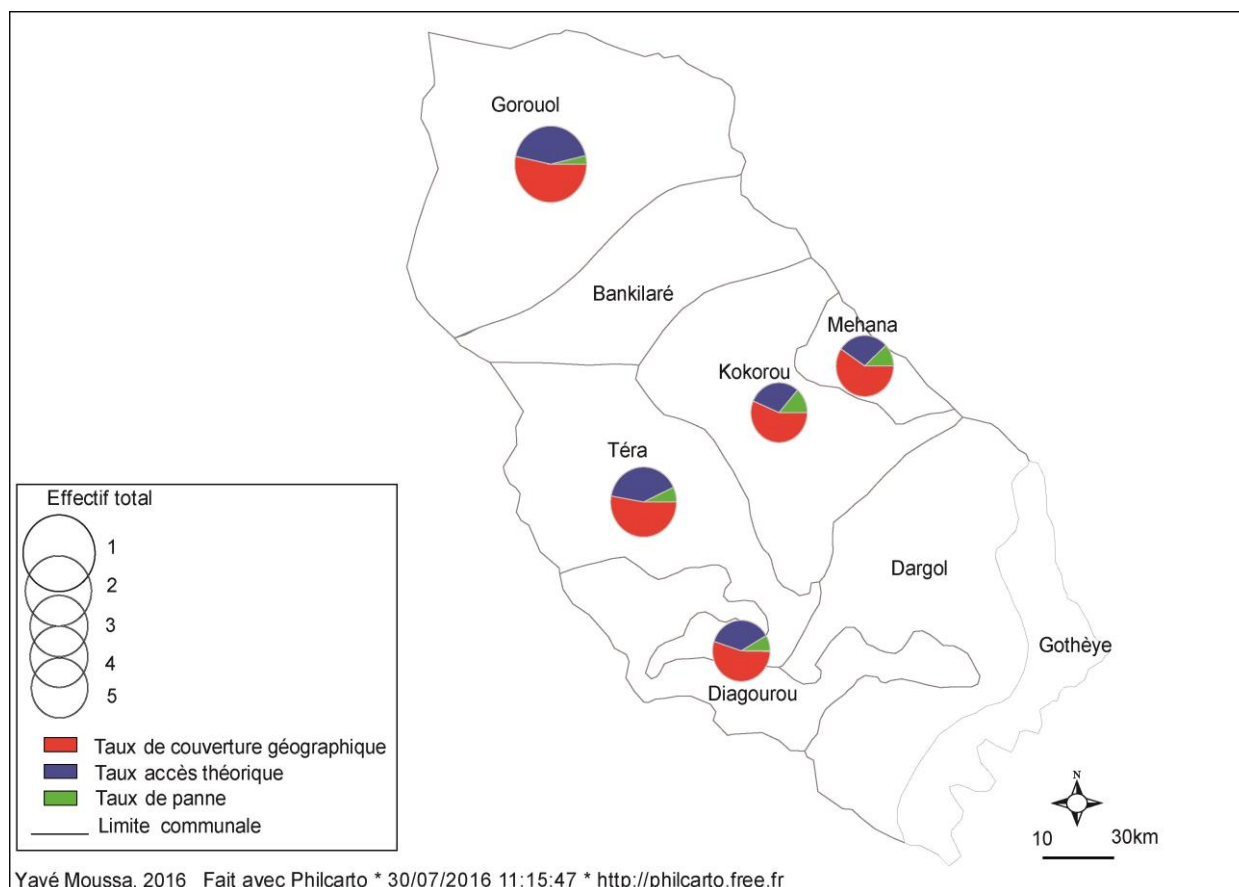 Gorouol
Bankilaré
Mehana
Kokorou
Téra
Dargol
Gothèye
Diagourou
Effectif total
1
2
3
4
5
Taux de couverture géographique
Taux accès théorique
Taux de panne
Limite communale
N
10 30km
Yayé Moussa, 2016 Fait avec Philcarto * 30/07/2016 11:15:47 * http://philcarto.free.fr